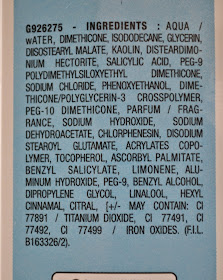 G926275 - INGREDIENTS : AQUA /
WATER, DIMETHICONE, ISODODECANE, GLYCERIN,
DIISOSTEARYL MALATE, KAOLIN, DISTEARDIMO-
NIUM HECTORITE, SALICYLIC ACID, PEG-9
POLYDIMETHYLSILOXYETHYL DIMETHICONE,
SODIUM CHLORIDE, PHENOXYETHANOL, DIME-
THICONE/POLYGLYCERIN-3 CROSSPOLYMER,
PEG-10 DIMETHICONE, PARFUM / FRA-
GRANCE, SODIUM HYDROXIDE, SODIUM
DEHYDROACETATE, CHLORPHENESIN, DISODIUM
STEAROYL GLUTAMATE, ACRYLATES COPO-
LYMER, TOCOPHEROL, ASCORBYL PALMITATE,
BENZYL SALICYLATE, LIMONENE, ALU-
MINUM HYDROXIDE, PEG-9, BENZYL ALCOHOL,
DIPROPYLENE GLYCOL, LINALOOL, HEXYL
CINNAMAL, CITRAL, [+/- MAY CONTAIN: CI
77891 / TITANIUM DIOXIDE, CI 77491, CI
77492, CI 77499 / IRON OXIDES. (F.I.L.
B163326/2).